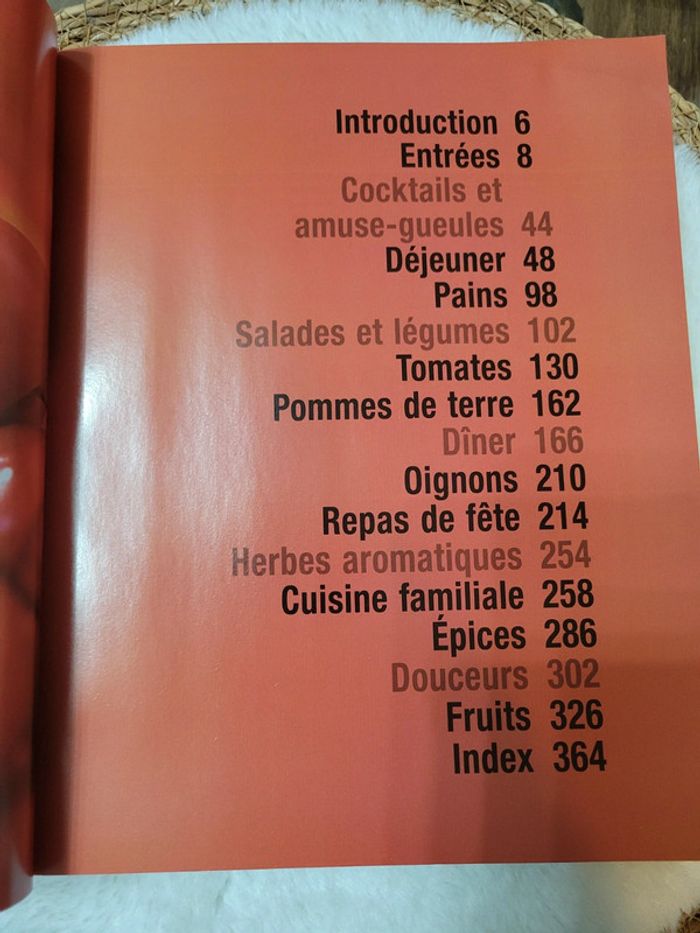 Introduction 6
Entrées 8
Cocktails et
amuse-gueules 44
Déjeuner 48
Pains 98
Salades et légumes 102
Tomates 130
Pommes de terre 162
Dîner 166
Oignons 210
Repas de fête 214
Herbes aromatiques 254
Cuisine familiale 258
Épices 286
Douceurs 302
Fruits 326
Index 364